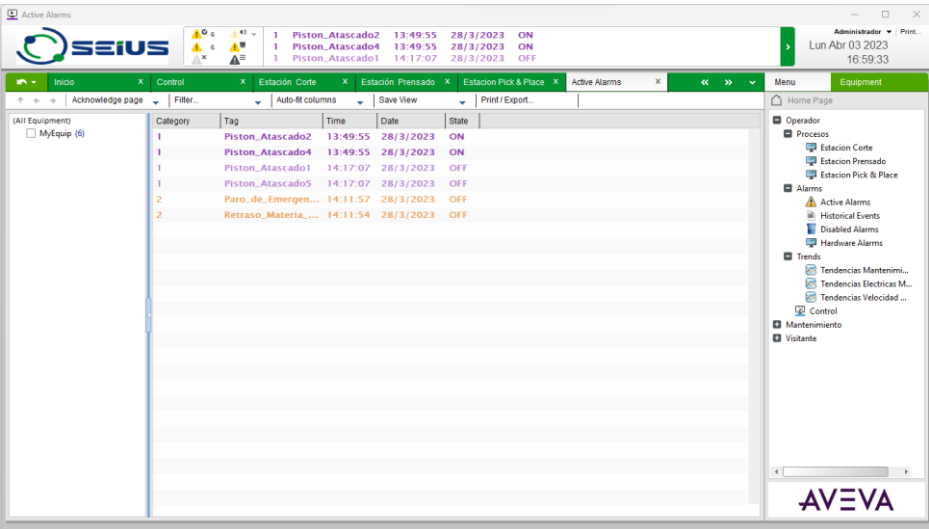 Active Alarms
SEIUS
6
6
1 Piston_Atascado2 13:49:55 28/3/2023 ON
1 Piston_Atascado4 13:49:55 28/3/2023 ON
1 Piston_Atascado1 14:17:07 28/3/2023 OFF
Administrador Print...
Lun Abr 03 2023
16:59:33
Inicio x Control x Estación Corte x Estación Prensado x Estacion Pick & Place x Active Alarms x
Menu Equipment
Acknowledge page Filter... Auto-fit columns Save View Print / Export...
Home Page
(All Equipment)
MyEquip (6)
Category Tag Time Date State
1 Piston_Atascado2 13:49:55 28/3/2023 ON
1 Piston_Atascado4 13:49:55 28/3/2023 ON
1 Piston_Atascado1 14:17:07 28/3/2023 OFF
1 Piston_Atascado5 14:17:07 28/3/2023 OFF
2 Paro_de_Emergen... 14:11:57 28/3/2023 OFF
2 Retraso_Materia_... 14:11:54 28/3/2023 OFF
Operador
Procesos
Estacion Corte
Estacion Prensado
Estacion Pick & Place
Alarms
Active Alarms
Historical Events
Disabled Alarms
Hardware Alarms
Trends
Tendencias Mantenimi...
Tendencias Electricas M...
Tendencias Velocidad ...
Control
Mantenimiento
Visitante
AVEVA